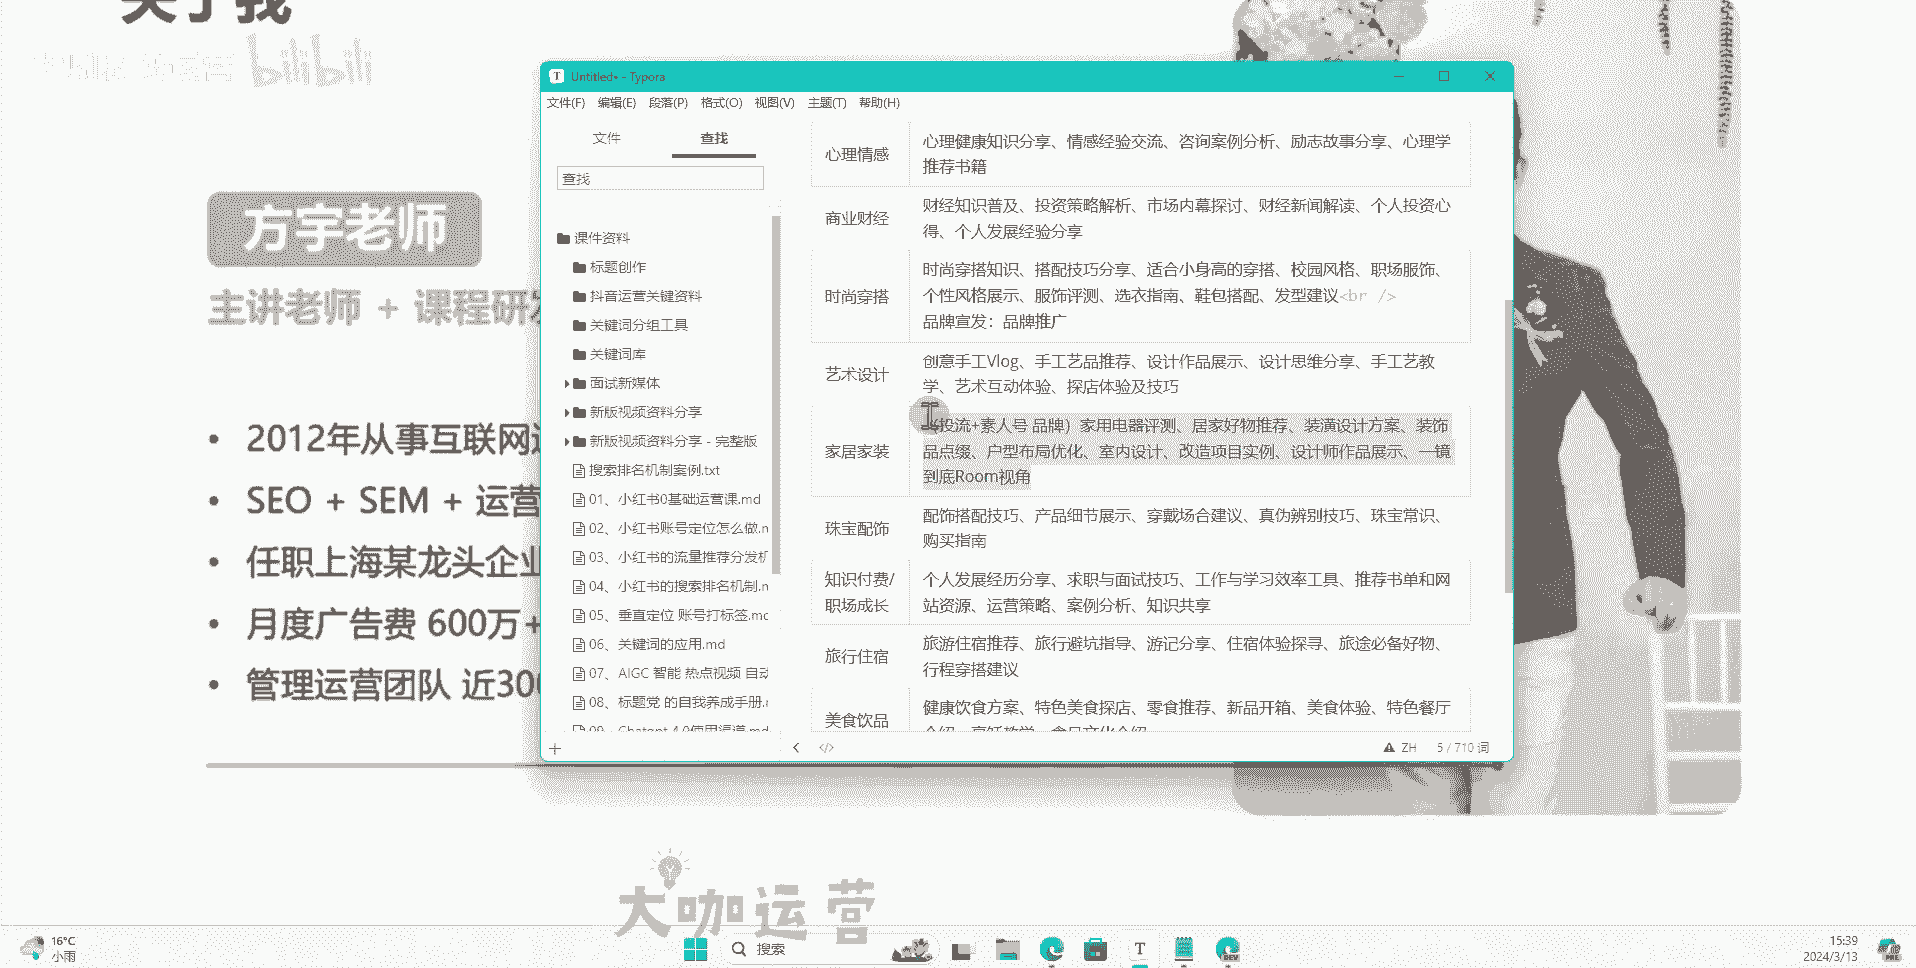 关于我
bilibili
方宇老师
主讲老师 + 课程研发
• 2012年从事互联网运
• SEO + SEM + 运营
• 任职上海某龙头企业
• 月度广告费 600万+
• 管理运营团队 近300
Untitled• - Typora
文件(F) 编辑(E) 段落(P) 格式(O) 视图(V) 主题(T) 帮助(H)
文件 查找
查找
课件资料
标题创作
抖音运营关键资料
关键词分组工具
关键词库
面试新媒体
新版视频资料分享
新版视频资料分享 - 完整版
搜索排名机制案例.txt
01、小红书0基础运营课.md
02、小红书账号定位怎么做.m
03、小红书的流量推荐分发机
04、小红书的搜索排名机制.m
05、垂直定位 账号打标签.md
06、关键词的应用.md
07、AIGC 智能 热点视频 自动
08、标题党 的自我养成手册.m
09、Chatgpt 4.0使用渠道.md
心理情感
心理健康知识分享、情感经验交流、咨询案例分析、励志故事分享、心理学
推荐书籍
商业财经
财经知识普及、投资策略解析、市场内幕探讨、财经新闻解读、个人投资心
得、个人发展经验分享
时尚穿搭
时尚穿搭知识、搭配技巧分享、适合小身高的穿搭、校园风格、职场服饰、
个性风格展示、服饰评测、选衣指南、鞋包搭配、发型建议<br />
品牌宣发：品牌推广
艺术设计
创意手工Vlog、手工艺品推荐、设计作品展示、设计思维分享、手工艺教
学、艺术互动体验、探店体验及技巧
家居家装
投流+素人号 品牌）家用电器评测、居家好物推荐、装潢设计方案、装饰
品点缀、户型布局优化、室内设计、改造项目实例、设计师作品展示、一镜
到底Room视角
珠宝配饰
配饰搭配技巧、产品细节展示、穿戴场合建议、真伪辨别技巧、珠宝常识、
购买指南
知识付费/
职场成长
个人发展经历分享、求职与面试技巧、工作与学习效率工具、推荐书单和网
站资源、运营策略、案例分析、知识共享
旅行住宿
旅游住宿推荐、旅行避坑指导、游记分享、住宿体验探寻、旅途必备好物、
行程穿搭建议
美食饮品
健康饮食方案、特色美食探店、零食推荐、新品开箱、美食体验、特色餐厅
介绍、烹饪教学、食品文化介绍
ZH 5 / 710 词
大咖运营
16°C
小雨
搜索
15:39
2024/3/13